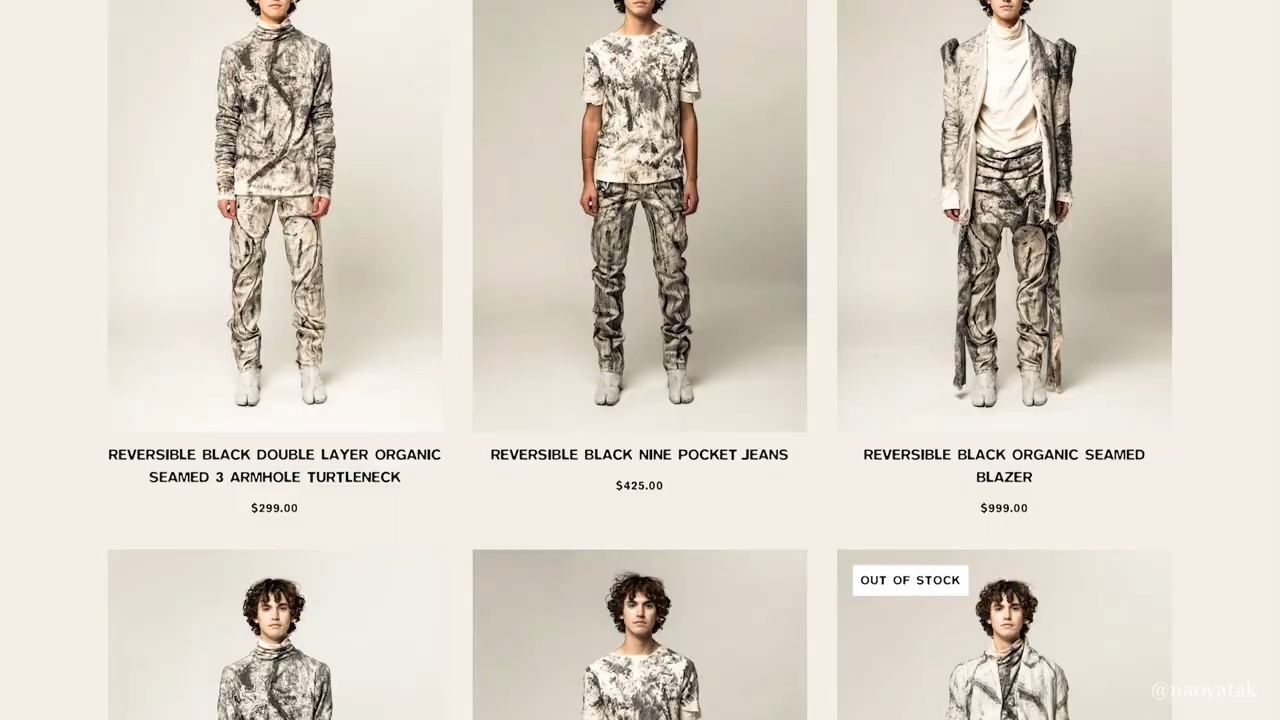 REVERSIBLE BLACK DOUBLE LAYER ORGANIC
SEAMED 3 ARMHOLE TURTLENECK
$299.00
REVERSIBLE BLACK NINE POCKET JEANS
$425.00
REVERSIBLE BLACK ORGANIC SEAMED
BLAZER
$999.00
OUT OF STOCK
@naoyatak